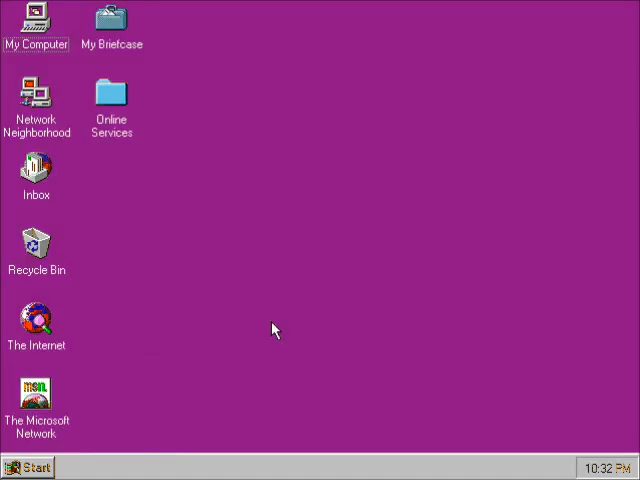 My Computer
My Briefcase
Network
Neighborhood
Online
Services
Inbox
Recycle Bin
The Internet
msn.
The Microsoft
Network
Start
10:32 PM